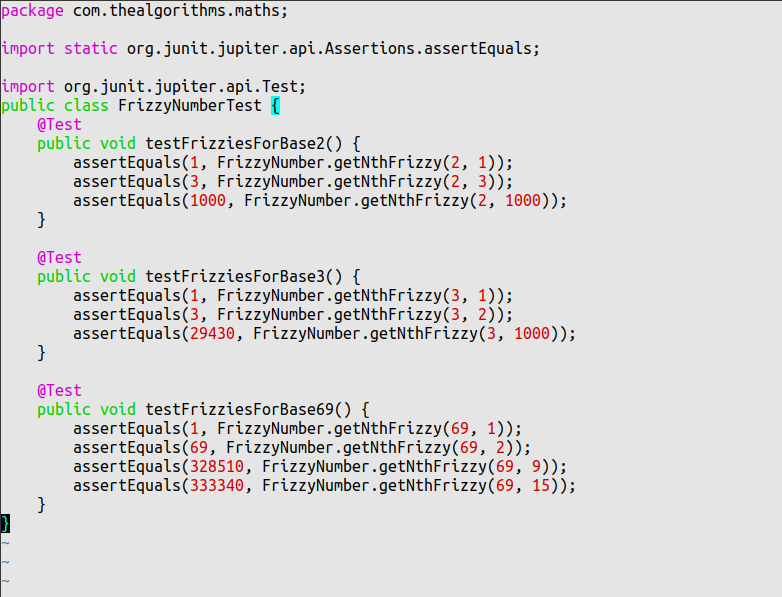 package com.thealgorithms.maths;

import static org.junit.jupiter.api.Assertions.assertEquals;

import org.junit.jupiter.api.Test;
public class FrizzyNumberTest {
    @Test
    public void testFrizziesForBase2() {
        assertEquals(1, FrizzyNumber.getNthFrizzy(2, 1));
        assertEquals(3, FrizzyNumber.getNthFrizzy(2, 3));
        assertEquals(1000, FrizzyNumber.getNthFrizzy(2, 1000));
    }

    @Test
    public void testFrizziesForBase3() {
        assertEquals(1, FrizzyNumber.getNthFrizzy(3, 1));
        assertEquals(3, FrizzyNumber.getNthFrizzy(3, 2));
        assertEquals(29430, FrizzyNumber.getNthFrizzy(3, 1000));
    }

    @Test
    public void testFrizziesForBase69() {
        assertEquals(1, FrizzyNumber.getNthFrizzy(69, 1));
        assertEquals(69, FrizzyNumber.getNthFrizzy(69, 2));
        assertEquals(328510, FrizzyNumber.getNthFrizzy(69, 9));
        assertEquals(333340, FrizzyNumber.getNthFrizzy(69, 15));
    }
}
~
~
~